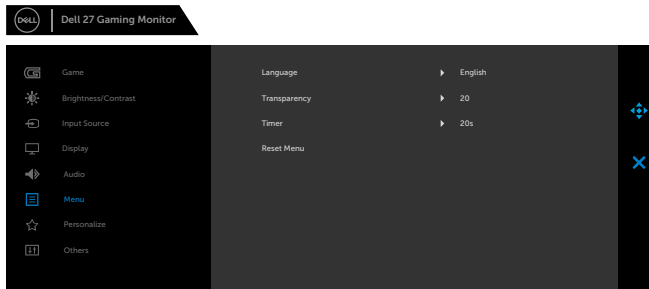 DELL
Dell 27 Gaming Monitor
Game
Brightness/Contrast
Input Source
Display
Audio
Menu
Personalize
Others
Language English
Transparency 20
Timer 20s
Reset Menu